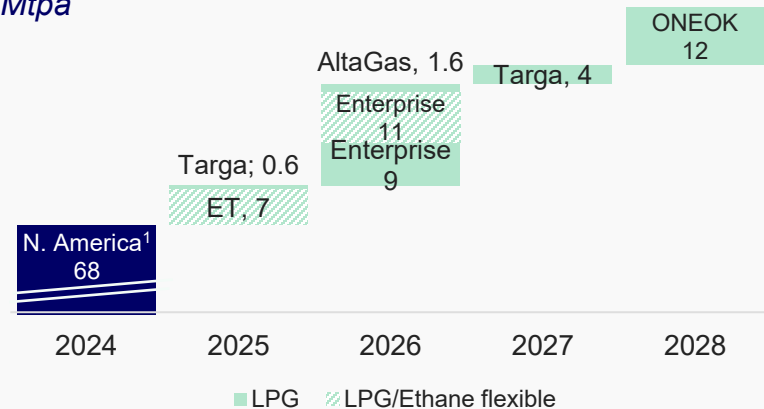 Mtpa
ONEOK
12
AltaGas, 1.6
Targa, 4
Enterprise
11
Enterprise
9
Targa; 0.6
ET, 7
N. America¹
68
2024 2025 2026 2027 2028
LPG LPG/Ethane flexible